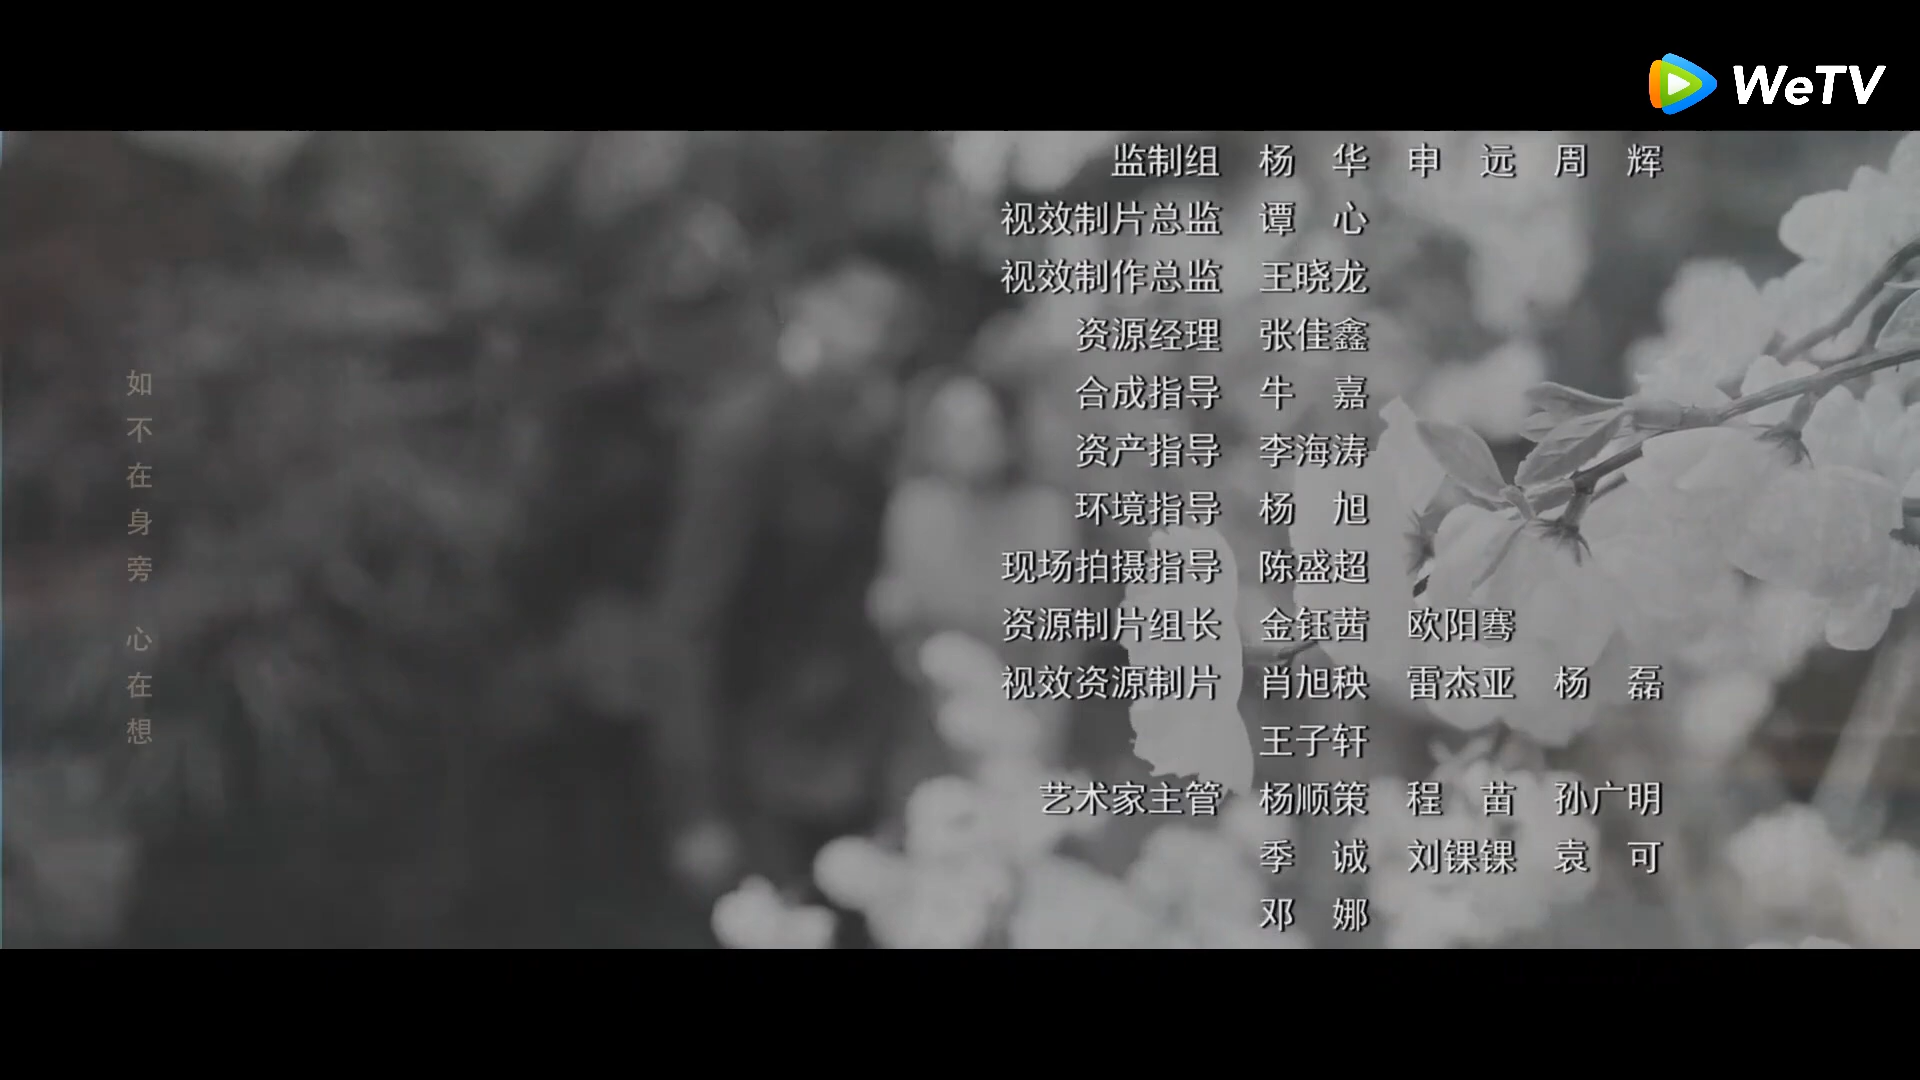 WeTV
监制组 杨 华 申 远 周 辉
视效制片总监 谭 心
视效制作总监 王晓龙
资源经理 张佳鑫
合成指导 牛 嘉
资产指导 李海涛
环境指导 杨 旭
现场拍摄指导 陈盛超
资源制片组长 金钰茜 欧阳骞
视效资源制片 肖旭秧 雷杰亚 杨 磊
王子轩
艺术家主管 杨顺策 程 苗 孙广明
季 诚 刘锞锞 袁 可
邓 娜
如不在身旁 心在想